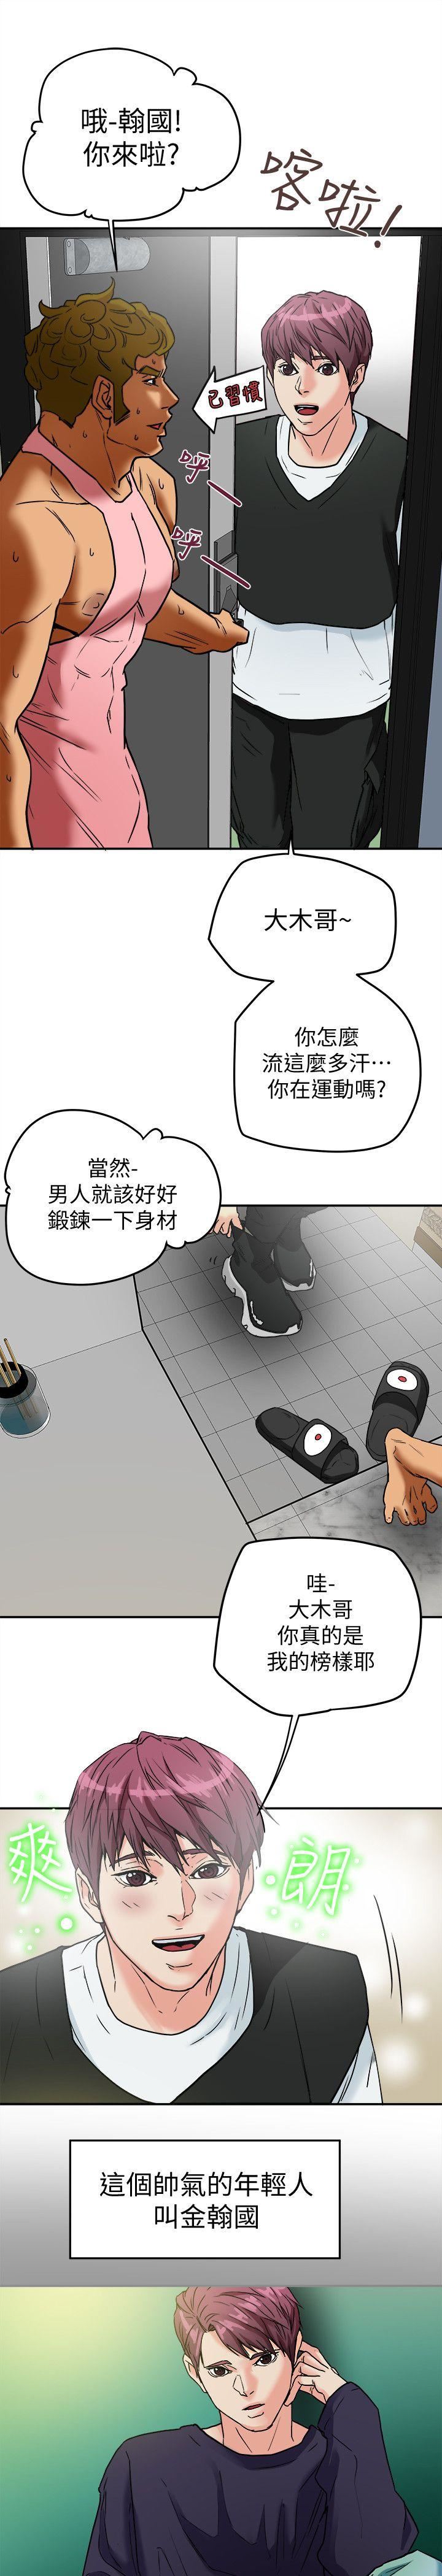 哦-翰國!
你來啦?
喀啦!
已習慣
呼—
呼—
大木哥~
你怎麼
流這麼多汗⋯
你在運動嗎?
當然-
男人就該好好
鍛鍊一下身材
哇-
大木哥
你真的是
我的榜樣耶
爽朗
這個帥氣的年輕人
叫金翰國